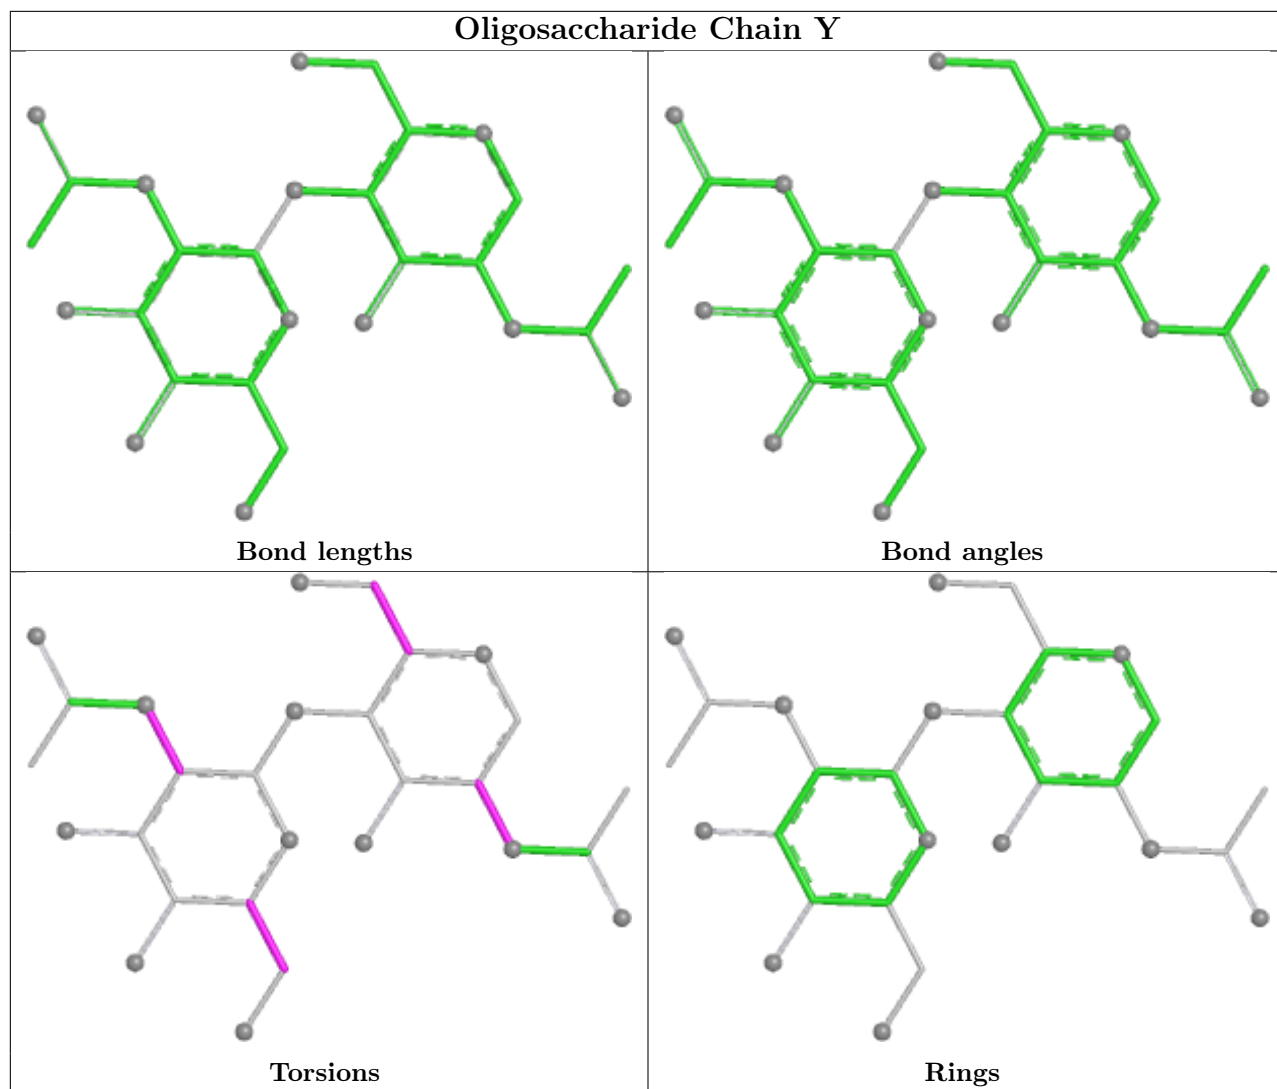 Oligosaccharide Chain Y
Bond lengths
Bond angles
Torsions
Rings